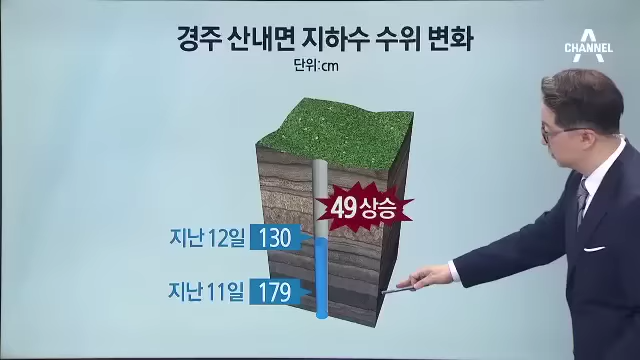 경주 산내면 지하수 수위 변화
단위:cm
CHANNEL A
49 상승
지난 12일 130
지난 11일 179